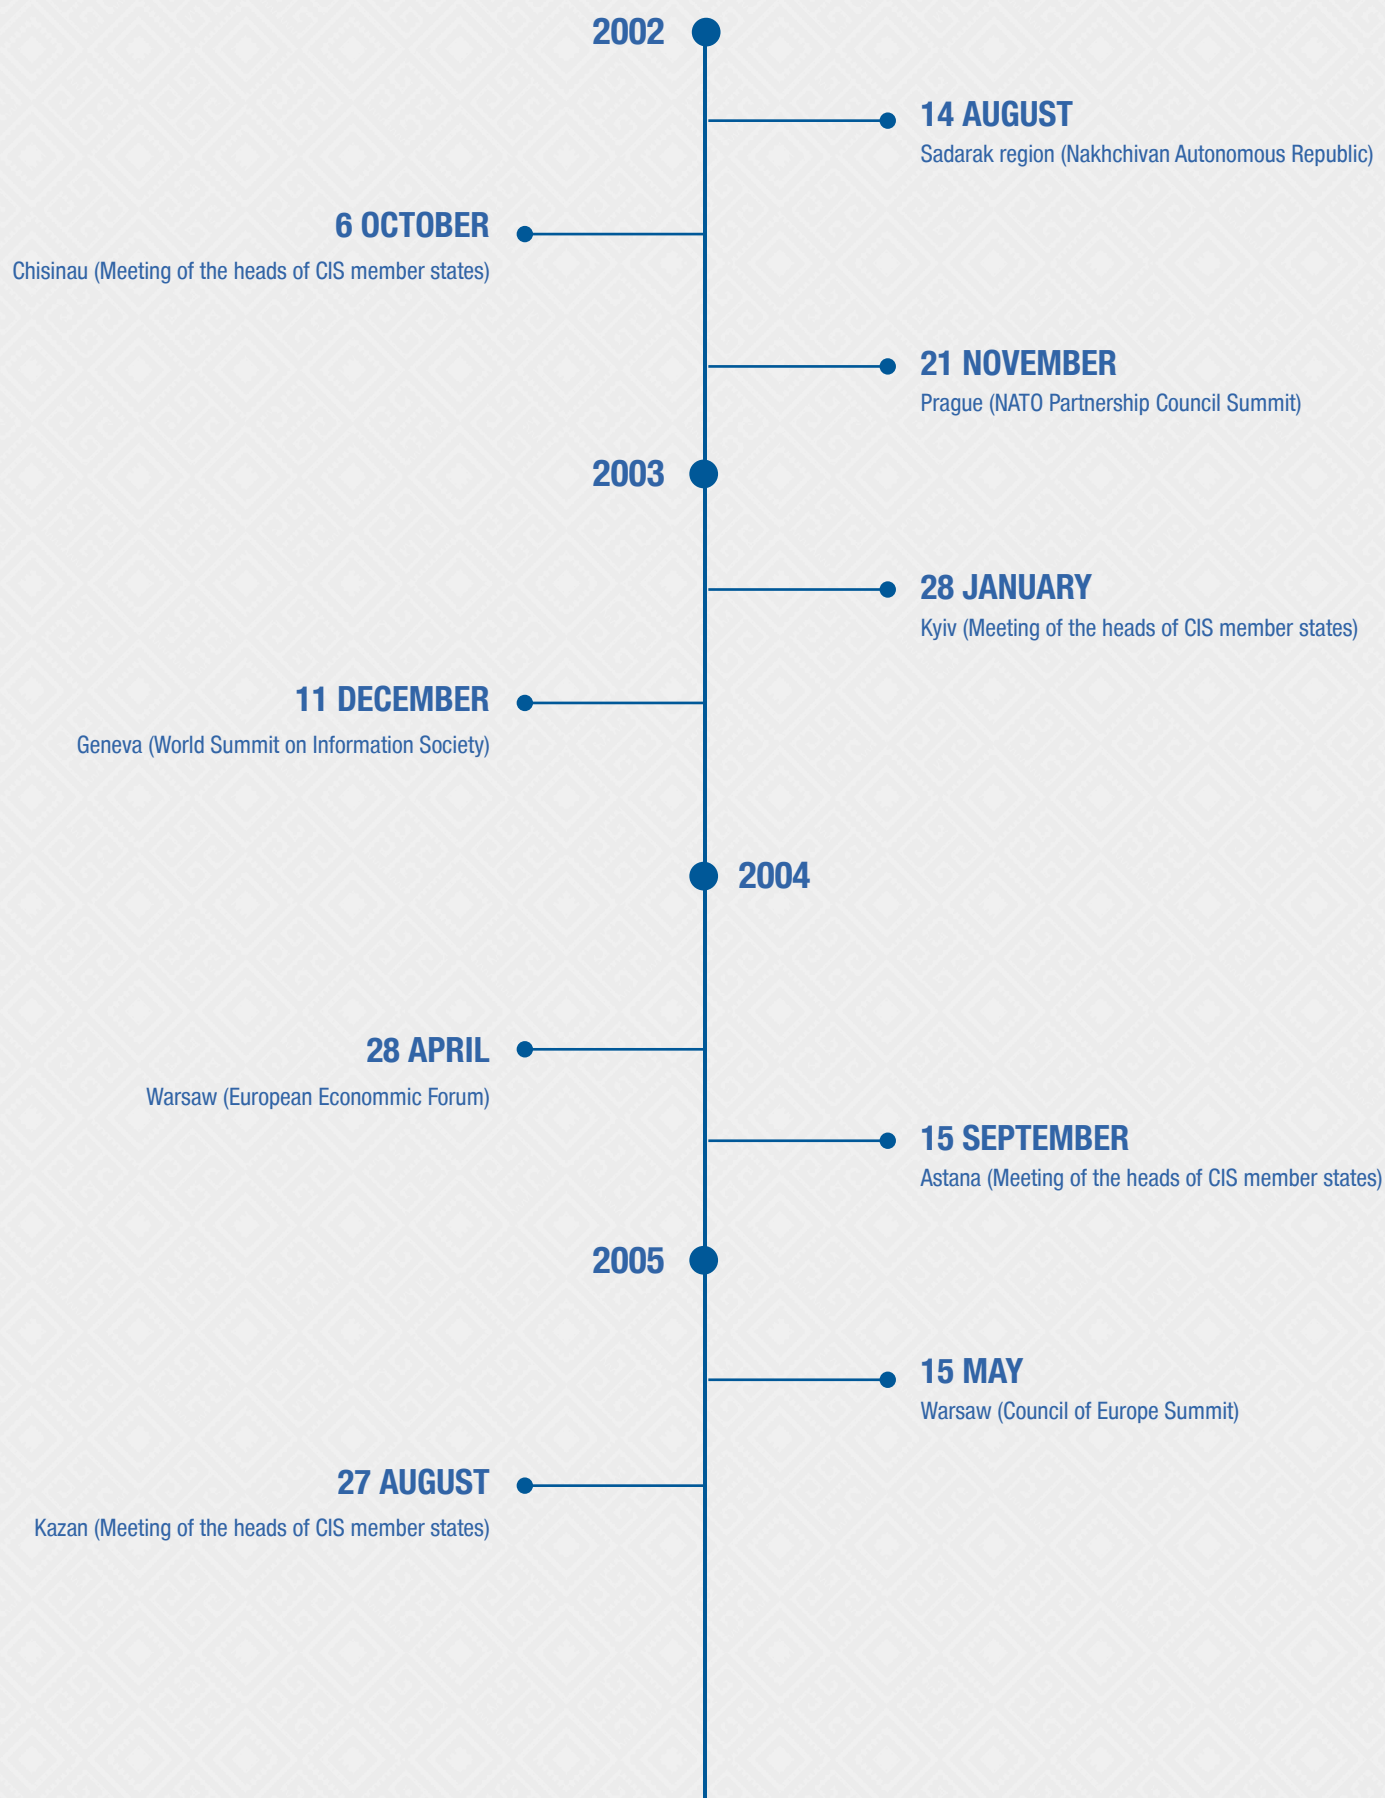 2002
14 AUGUST
Sadarak region (Nakhchivan Autonomous Republic)
6 OCTOBER
Chisinau (Meeting of the heads of CIS member states)
21 NOVEMBER
Prague (NATO Partnership Council Summit)
2003
28 JANUARY
Kyiv (Meeting of the heads of CIS member states)
11 DECEMBER
Geneva (World Summit on Information Society)
2004
28 APRIL
Warsaw (European Econommic Forum)
15 SEPTEMBER
Astana (Meeting of the heads of CIS member states)
2005
15 MAY
Warsaw (Council of Europe Summit)
27 AUGUST
Kazan (Meeting of the heads of CIS member states)